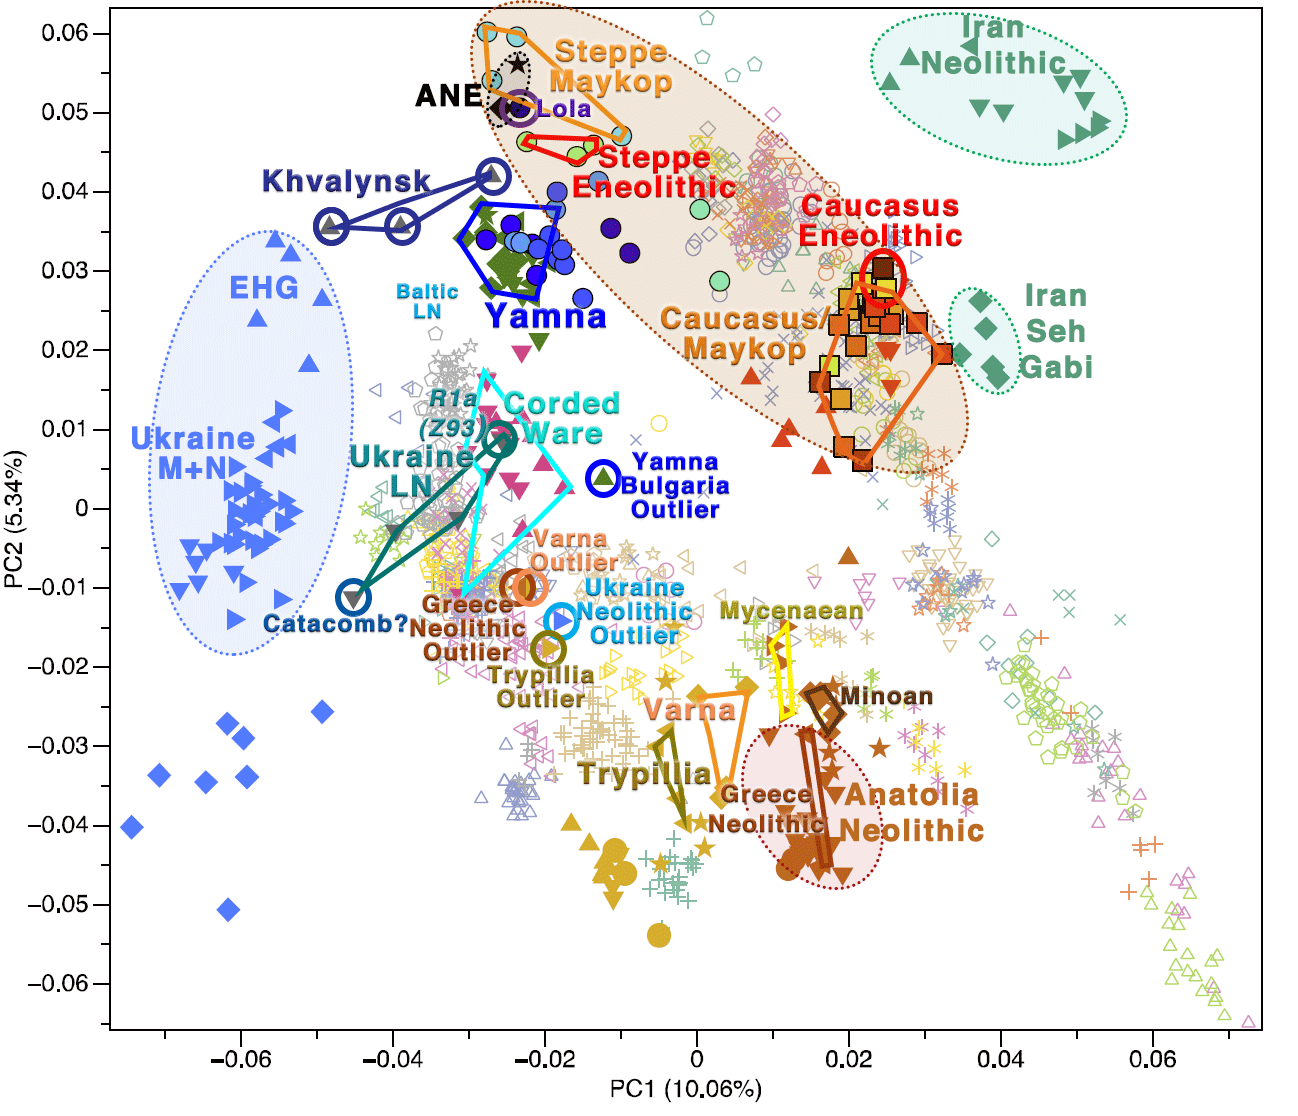 0.06
0.05
0.04
0.03
0.02
0.01
0
−0.01
−0.02
−0.03
−0.04
−0.05
−0.06
PC2 (5.34%)
−0.06
−0.04
−0.02
0
0.02
0.04
0.06
PC1 (10.06%)
Steppe
Maykop
ANE
Lola
Iran
Neolithic
Steppe
Eneolithic
Khvalynsk
Caucasus
Eneolithic
EHG
Baltic
LN
Yamna
Caucasus/
Maykop
Iran
Seh
Gabi
R1a
(Z93)
Corded
Ware
Ukraine
M+N
Ukraine
LN
Yamna
Bulgaria
Outlier
Varna
Outlier
Catacomb?
Greece
Neolithic
Outlier
Ukraine
Neolithic
Outlier
Mycenaean
Trypillia
Outlier
Varna
Minoan
Trypillia
Greece
Neolithic
Anatolia
Neolithic